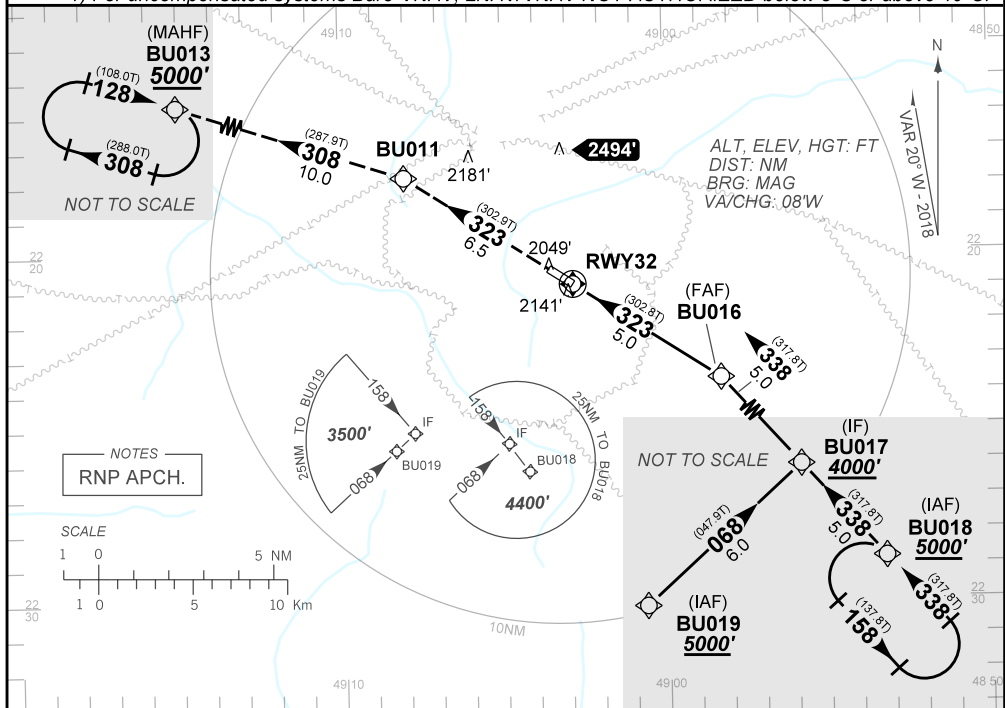 49 10
49 00
48 50
(MAHF)
BU013
5000'
(108.0T)
128
(288.0T)
308
NOT TO SCALE
(287.9T)
308
10.0
BU011
2181'
2494'
ALT, ELEV, HGT: FT
DIST: NM
BRG: MAG
VA/CHG: 08'W
N
VAR 20° W - 2018
(302.9T)
323
6.5
2049'
RWY32
2141'
22
20
22
20
(302.8T)
323
5.0
(FAF)
BU016
(317.8T)
338
5.0
25NM TO BU019
158
IF
3500'
BU019
068
25NM TO BU018
158
IF
BU018
068
4400'
NOTES
RNP APCH.
SCALE
1 0 5 NM
1 0 5 10 Km
NOT TO SCALE
(IF)
BU017
4000'
(317.8T)
338
5.0
(IAF)
BU018
5000'
(047.9T)
068
6.0
(317.8T)
338
(137.8T)
158
(IAF)
BU019
5000'
22
30
22
30
10NM
49 10
49 00
48 50